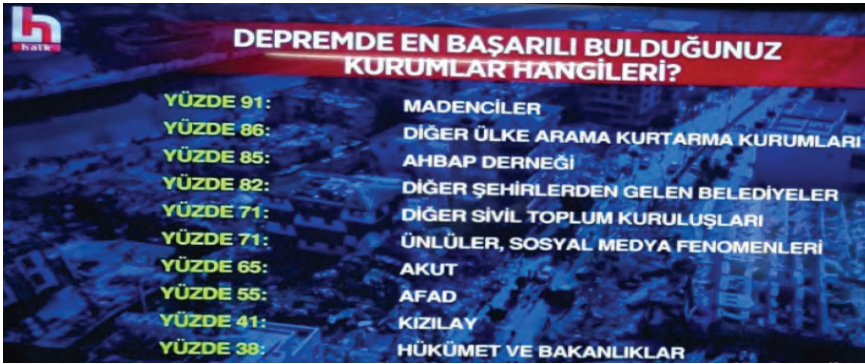 halk
DEPREMDE EN BAŞARILI BULDUĞUNUZ
KURUMLAR HANGİLERİ?
YÜZDE 91: MADENCİLER
YÜZDE 86: DİĞER ÜLKE ARAMA KURTARMA KURUMLARI
YÜZDE 85: AHBAP DERNEĞİ
YÜZDE 82: DİĞER ŞEHİRLERDEN GELEN BELEDİYELER
YÜZDE 71: DİĞER SİVİL TOPLUM KURULUŞLARI
YÜZDE 71: ÜNLÜLER, SOSYAL MEDYA FENOMENLERİ
YÜZDE 65: AKUT
YÜZDE 55: AFAD
YÜZDE 41: KIZILAY
YÜZDE 38: HÜKÜMET VE BAKANLIKLAR